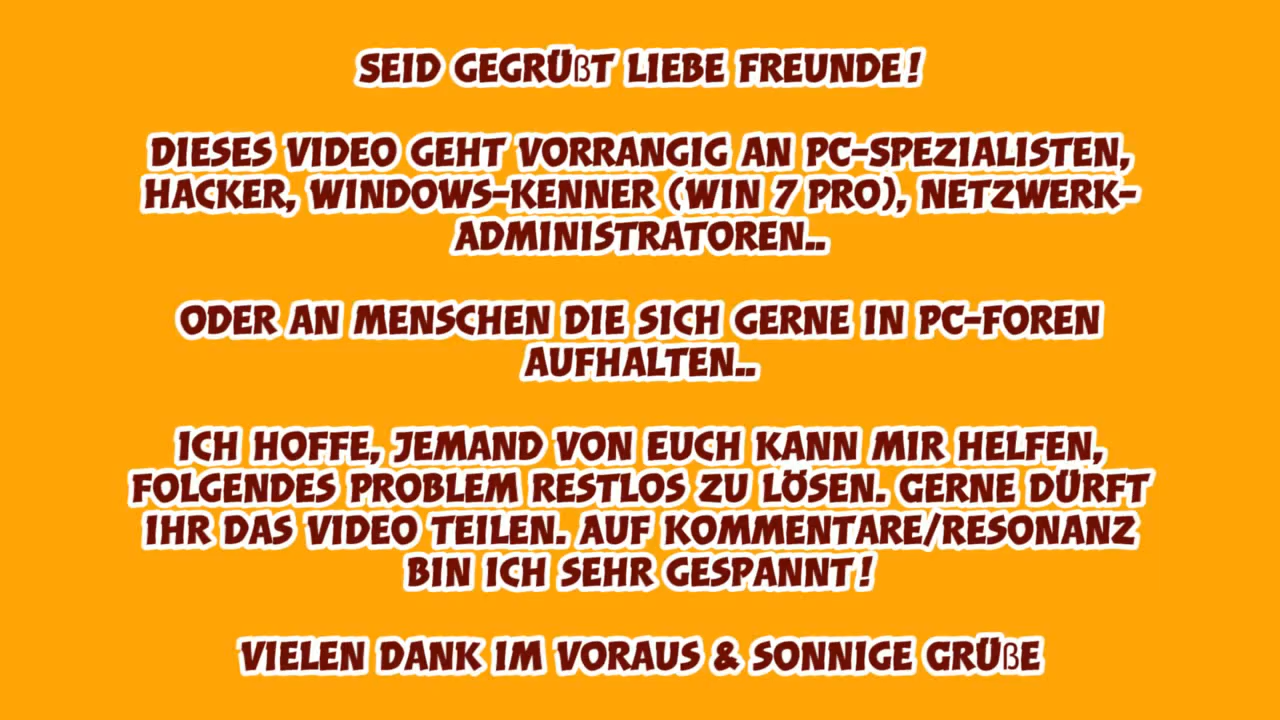 SEID GEGRÜßT LIEBE FREUNDE!
DIESES VIDEO GEHT VORRANGIG AN PC-SPEZIALISTEN,
HACKER, WINDOWS-KENNER (WIN 7 PRO), NETZWERK-
ADMINISTRATOREN..
ODER AN MENSCHEN DIE SICH GERNE IN PC-FOREN
AUFHALTEN..
ICH HOFFE, JEMAND VON EUCH KANN MIR HELFEN,
FOLGENDES PROBLEM RESTLOS ZU LÖSEN. GERNE DÜRFT
IHR DAS VIDEO TEILEN. AUF KOMMENTARE/RESONANZ
BIN ICH SEHR GESPANNT!
VIELEN DANK IM VORAUS & SONNIGE GRÜßE